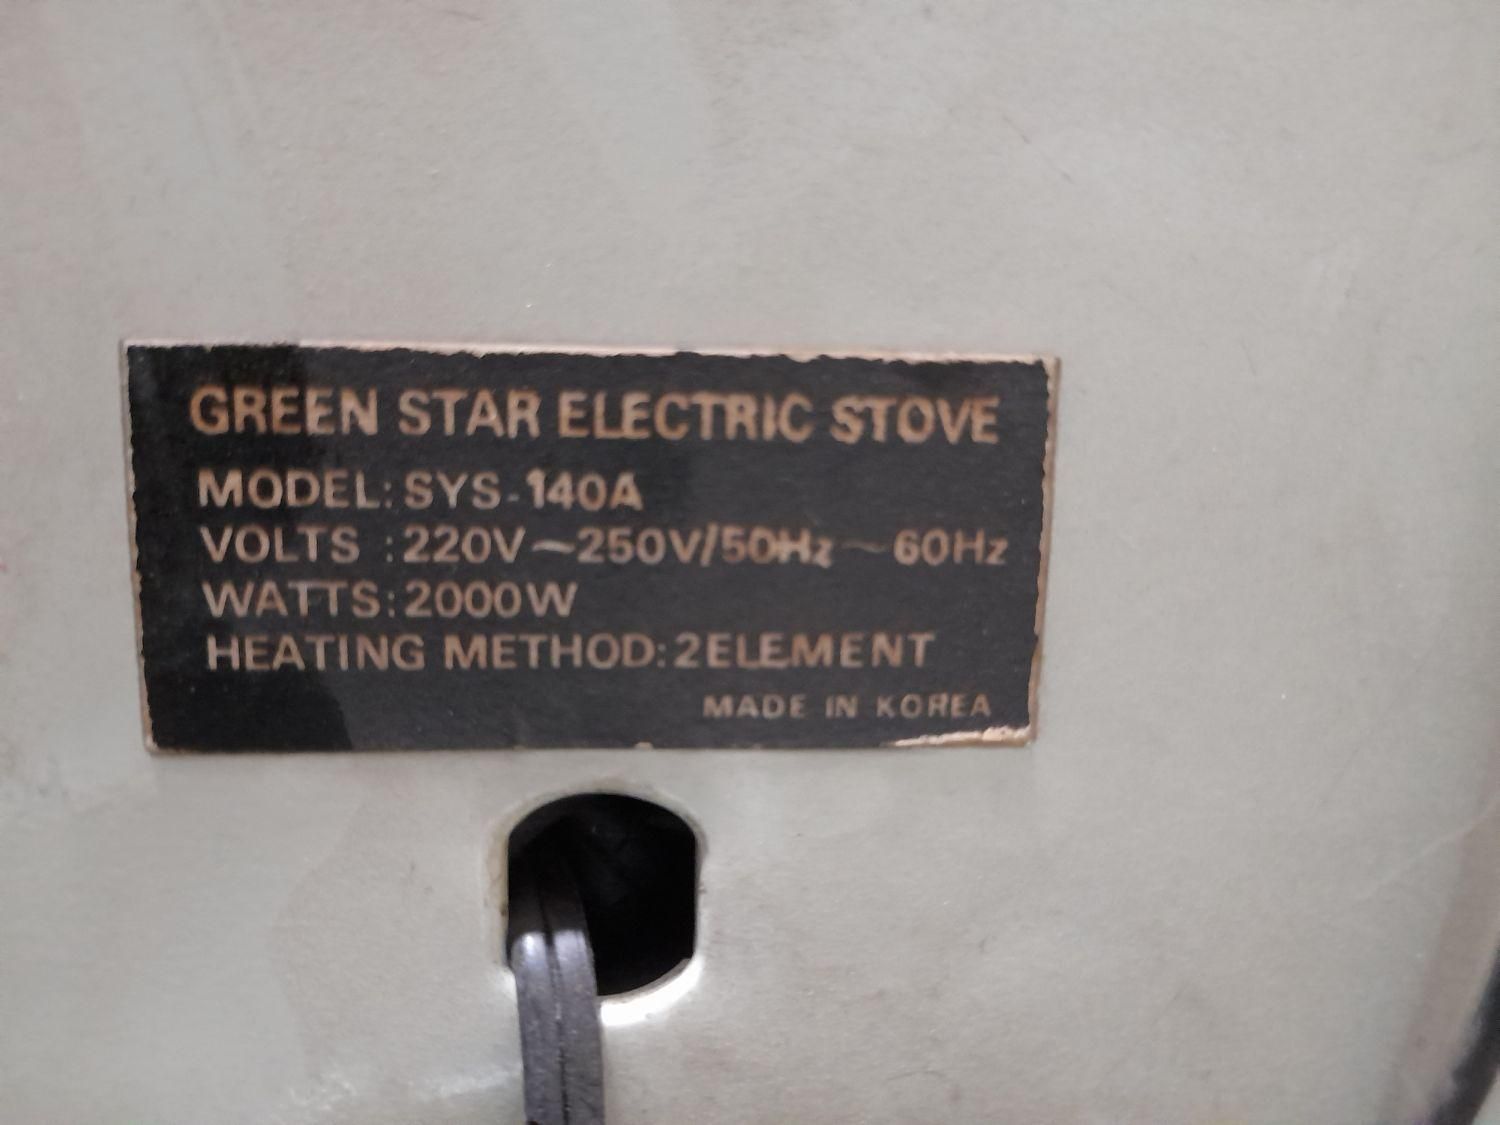 GREEN STAR ELECTRIC STOVE
MODEL: SYS-140A
VOLTS : 220V~250V/50Hz~60Hz
WATTS: 2000W
HEATING METHOD: 2ELEMENT
MADE IN KOREA